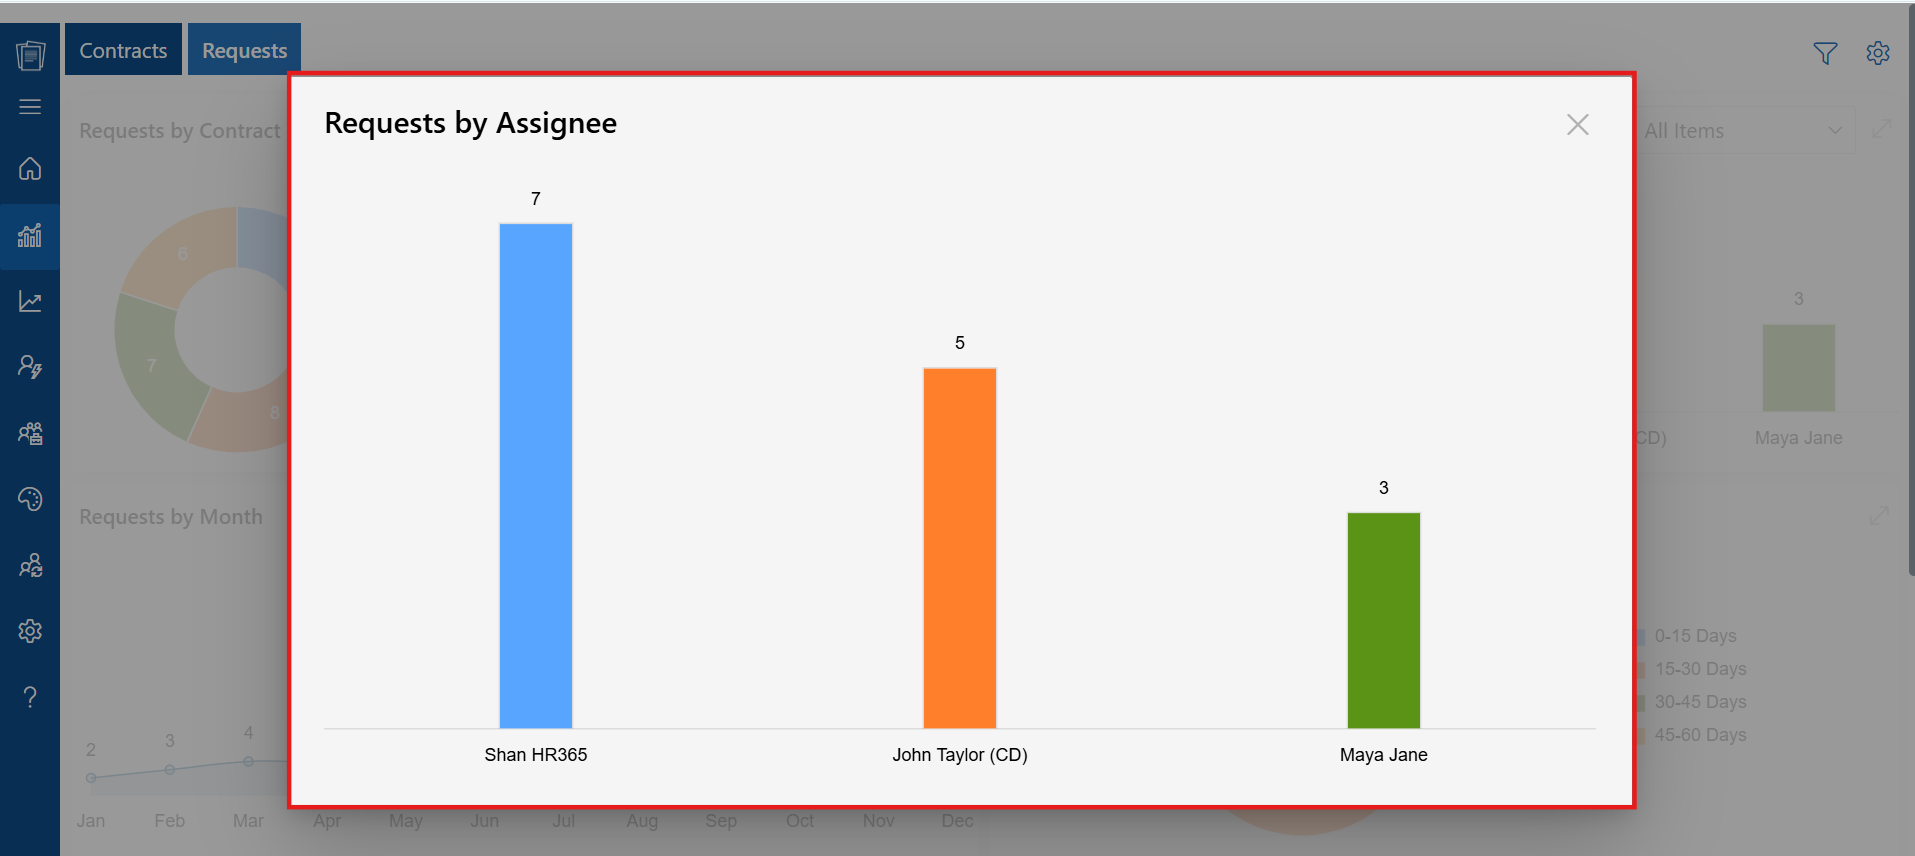 Contracts
Requests
Requests by Contract
All Items
6
7
8
3
CD)
Maya Jane
Requests by Assignee
7
5
3
Shan HR365
John Taylor (CD)
Maya Jane
Requests by Month
2
3
4
Jan
Feb
Mar
Apr
May
Jun
Jul
Aug
Sep
Oct
Nov
Dec
0-15 Days
15-30 Days
30-45 Days
45-60 Days